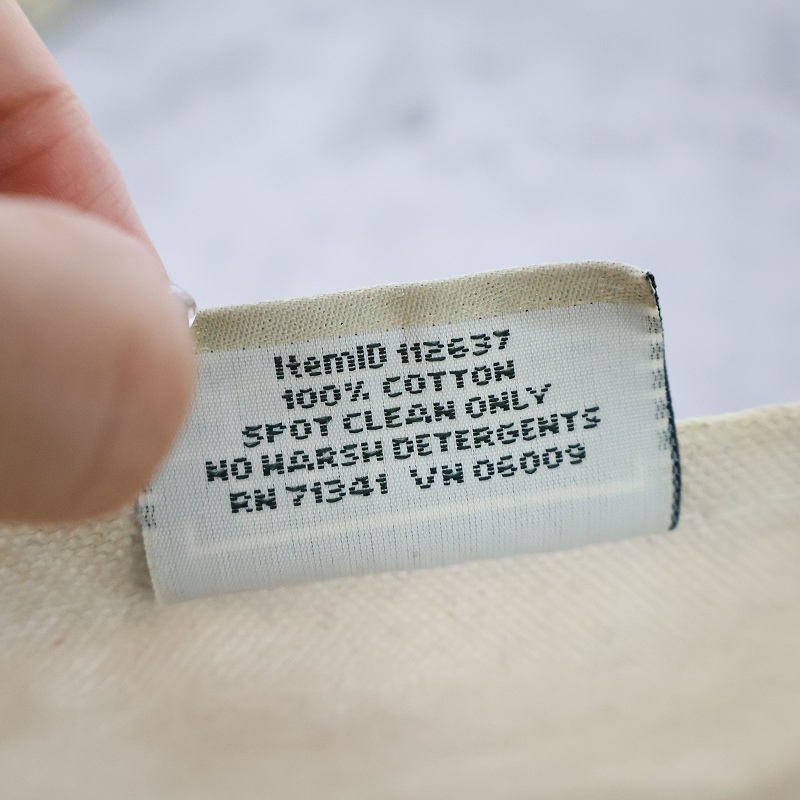 ItemID 112637
100% COTTON
SPOT CLEAN ONLY
NO HARSH DETERGENTS
RN 71341 VN 06009